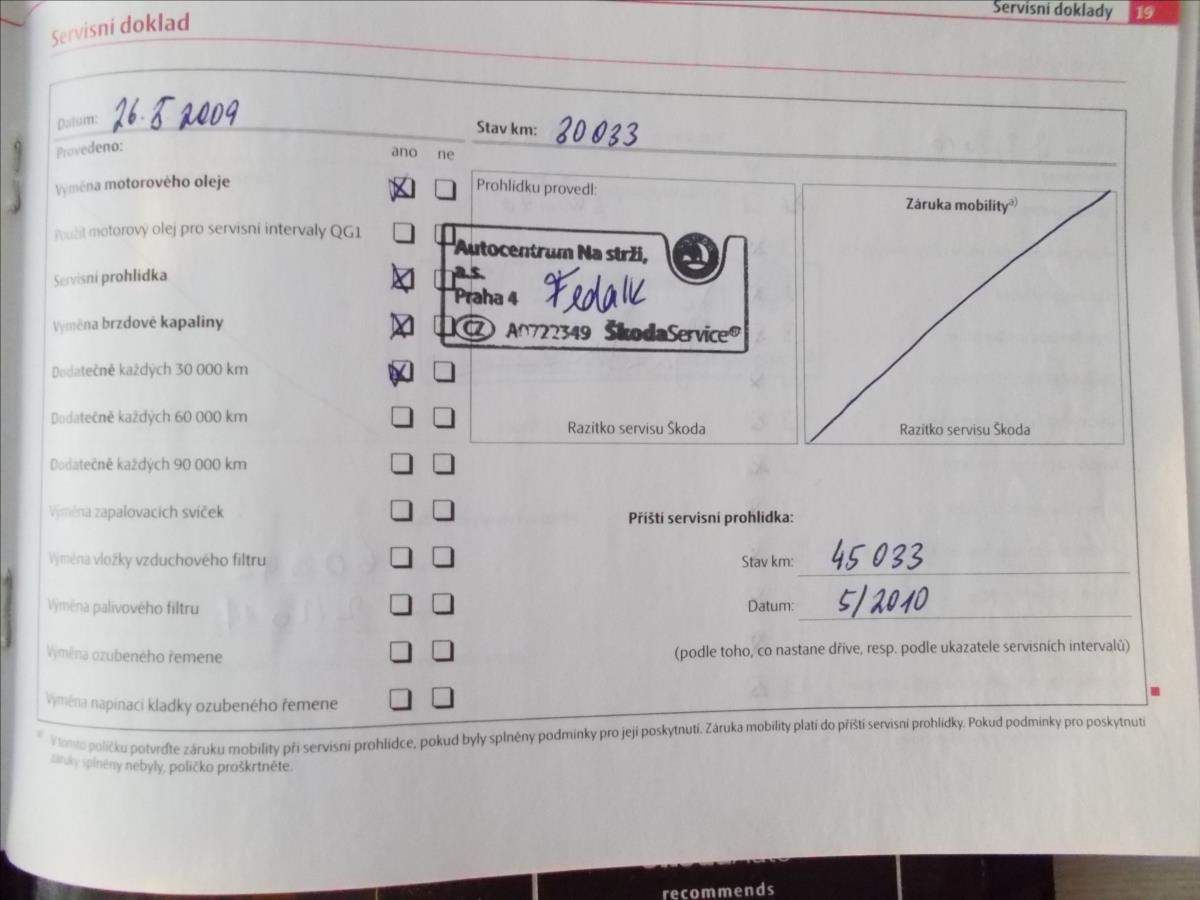 Servisní doklady 19
Servisní doklad
Datum: 26. 5 2009
Stav km: 30 033
Provedeno:
ano ne
Výměna motorového oleje
Použit motorový olej pro servisní intervaly QG1
Servisní prohlídka
Výměna brzdové kapaliny
Dodatečně každých 30 000 km
Dodatečně každých 60 000 km
Dodatečně každých 90 000 km
Výměna zapalovacích svíček
Výměna vložky vzduchového filtru
Výměna palivového filtru
Výměna ozubeného řemene
Výměna napínací kladky ozubeného řemene
Prohlídku provedl:
Autocentrum Na strži,
a.s.
Praha 4
CZ A0722349 ŠkodaService®
Razítko servisu Škoda
Záruka mobility a)
Razítko servisu Škoda
Příští servisní prohlídka:
Stav km: 45 033
Datum: 5/2010
(podle toho, co nastane dříve, resp. podle ukazatele servisních intervalů)
a) V tomto políčku potvrďte záruku mobility při servisní prohlídce, pokud byly splněny podmínky pro její poskytnutí. Záruka mobility platí do příští servisní prohlídky. Pokud podmínky pro poskytnutí
záruky splněny nebyly, políčko proškrtněte.
recommends